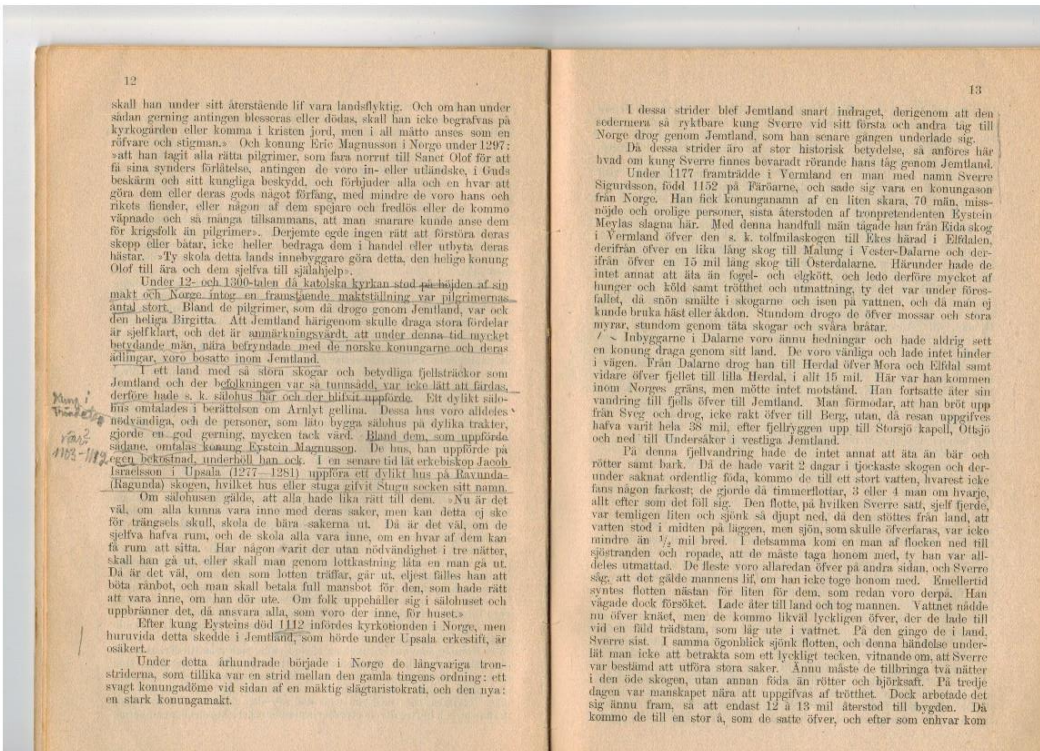 12
skall han under sitt återstående lif vara landsflyktig. Och om han under
sådan gerning antingen blesseras eller dödas, skall han icke begrafvas på
kyrkogården eller komma i kristen jord, men i all måtto anses som en
röfvare och stigman.» Och konung Eric Magnusson i Norge under 1297:
»att han tagit alla rätta pilgrimer, som fara norrut till Sanct Olof för att
få sina synders förlåtelse, antingen de voro in- eller utländske, i Guds
beskärm och sitt kungliga beskydd, och förbjuder alla och en hvar att
göra dem eller deras gods något förfång, med mindre de voro hans och
rikets fiender, eller någon af dem spejare och fredlös eller de kommo
väpnade och så många tillsammans, att man snarare kunde anse dem
för krigsfolk än pilgrimer». Derjemte egde ingen rätt att förstöra deras
skepp eller båtar, icke heller bedraga dem i handel eller utbyta deras
hästar. »Ty skola detta lands innebyggare göra detta, den helige konung
Olof till ära och dem sjelfva till själahjelp».
Under 12- och 1300-talen då katolska kyrkan stod på höjden af sin
makt och Norge intog en framstående maktställning var pilgrimernas
antal stort. Bland de pilgrimer, som då drogo genom Jemtland, var ock
den heliga Birgitta. Att Jemtland härigenom skulle draga stora fördelar
är sjelfklart, och det är anmärkningsvärdt, att under denna tid mycket
betydande män, nära befryndade med de norske konungarne och deras
ädlingar, voro bosatte inom Jemtland.
I ett land med så stora skogar och betydliga fjellsträckor som
Jemtland och der befolkningen var så tunnsådd, var icke lätt att färdas,
derföre hade s. k. sälohus här och der blifvit uppförde. Ett dylikt sälo-
hus omtalades i berättelsen om Arnlyt gellina. Dessa hus voro alldeles
nödvändiga, och de personer, som läto bygga sälohus på dylika trakter,
gjorde en god gerning, mycken tack värd. Bland dem, som uppförde
sådane, omtalas konung Eystein Magnusson. De hus, han uppförde på
egen bekostnad, underhöll han ock. I en senare tid lät erkebiskop Jacob
Israelsson i Upsala (1277—1281) uppföra ett dylikt hus på Ravunda-
(Ragunda) skogen, hvilket hus eller stuga gifvit Stugu socken sitt namn.
Om sälohusen gälde, att alla hade lika rätt till dem. »Nu är det
väl, om alla kunna vara inne med deras saker, men kan detta ej ske
för trängsels skull, skola de bära sakerna ut. Då är det väl, om de
sjelfva hafva rum, och de skola alla vara inne, om en hvar af dem kan
få rum att sitta. Har någon varit der utan nödvändighet i tre nätter,
skall han gå ut, eller skall man genom lottkastning låta en man gå ut.
Då är det väl, om den som lotten träffar, går ut, eljest fälles han att
böta rånbot, och man skall betala full mansbot för den, som hade rätt
att vara inne, om han dör ute. Om folk uppehåller sig i sälohuset och
uppbränner det, då ansvara alla, som voro der inne, för huset.»
Efter kung Eysteins död 1112 infördes kyrkotionden i Norge, men
huruvida detta skedde i Jemtland, som hörde under Upsala erkestift, är
osäkert.
Under detta århundrade började i Norge de långvariga tron-
striderna, som tillika var en strid mellan den gamla tingens ordning: ett
svagt konungadöme vid sidan af en mäktig slägtaristokrati, och den nya:
en stark konungamakt.
Kung i
var?
1103-1112
13
I dessa strider blef Jemtland snart indraget, derigenom att den
sedermera så ryktbare kung Sverre vid sitt första och andra tåg till
Norge drog genom Jemtland, som han senare gången underlade sig.
Då dessa strider äro af stor historisk betydelse, så anföres här
hvad om kung Sverre finnes bevaradt rörande hans tåg genom Jemtland.
Under 1177 framträdde i Vermland en man med namn Sverre
Sigurdsson, född 1152 på Färöarne, och sade sig vara en konungason
från Norge. Han fick konunganamn af en liten skara, 70 män, miss-
nöjde och orolige personer, sista återstoden af tronpretendenten Eystein
Meylas slagna här. Med denna handfull män tågade han från Eida skog
i Vermland öfver den s. k. tolfmilaskogen till Ekes härad i Elfdalen,
derifrån öfver en lika lång skog till Malung i Vester-Dalarne och der-
ifrån öfver en 15 mil lång skog till Österdalarne. Härunder hade de
intet annat att äta än fogel- och elgkött, och ledo derföre mycket af
hunger och köld samt trötthet och utmattning, ty det var under föres-
fallet, då snön smälte i skogarne och isen på vattnen, och då man ej
kunde bruka häst eller åkdon. Stundom drogo de öfver mossar och stora
myrar, stundom genom täta skogar och svåra bråtar.
Inbyggarne i Dalarne voro ännu hedningar och hade aldrig sett
en konung draga genom sitt land. De voro vänliga och lade intet hinder
i vägen. Från Dalarne drog han till Herdal öfver Mora och Elfdal samt
vidare öfver fjellet till lilla Herdal, i allt 15 mil. Här var han kommen
inom Norges gräns, men mötte intet motstånd. Han fortsatte åter sin
vandring till fjells öfver till Jemtland. Man förmodar, att han bröt upp
från Sveg och drog, icke rakt öfver till Berg, utan, då resan uppgifves
hafva varit hela 38 mil, efter fjellryggen upp till Storsjö kapell, Ottsjö
och ned till Undersåker i vestliga Jemtland.
På denna fjellvandring hade de intet annat att äta än bär och
rötter samt bark. Då de hade varit 2 dagar i tjockaste skogen och der-
under saknat ordentlig föda, kommo de till ett stort vatten, hvarest icke
fans någon farkost; de gjorde då timmerflottar, 3 eller 4 man om hvarje,
allt efter som det föll sig. Den flotte, på hvilken Sverre satt, sjelf fjerde,
var temligen liten och sjönk så djupt ned, då den stöttes från land, att
vatten stod i midten på läggen, men sjön, som skulle öfverfaras, var icke
mindre än ½ mil bred. I detsamma kom en man af flocken ned till
sjöstranden och ropade, att de måste taga honom med, ty han var all-
deles utmattad. De fleste voro allaredan öfver på andra sidan, och Sverre
såg, att det gälde mannens lif, om han icke toge honom med. Emellertid
syntes flotten nästan för liten för dem, som redan voro derpå. Han
vågade dock försöket. Lade åter till land och tog mannen. Vattnet nådde
nu öfver knäet, men de kommo likväl lyckligen öfver, der de lade till
vid en fäld trädstam, som låg ute i vattnet. På den gingo de i land,
Sverre sist. I samma ögonblick sjönk flotten, och denna händelse under-
lät man icke att betrakta som ett lyckligt tecken, vitnande om, att Sverre
var bestämd att utföra stora saker. Ännu måste de tillbringa två nätter
i den öde skogen, utan annan föda än rötter och björksaft. På tredje
dagen var manskapet nära att uppgifvas af trötthet. Dock arbetade det
sig ännu fram, så att endast 12 à 13 mil återstod till bygden. Då
kommo de till en stor å, som de satte öfver, och efter som enhvar kom